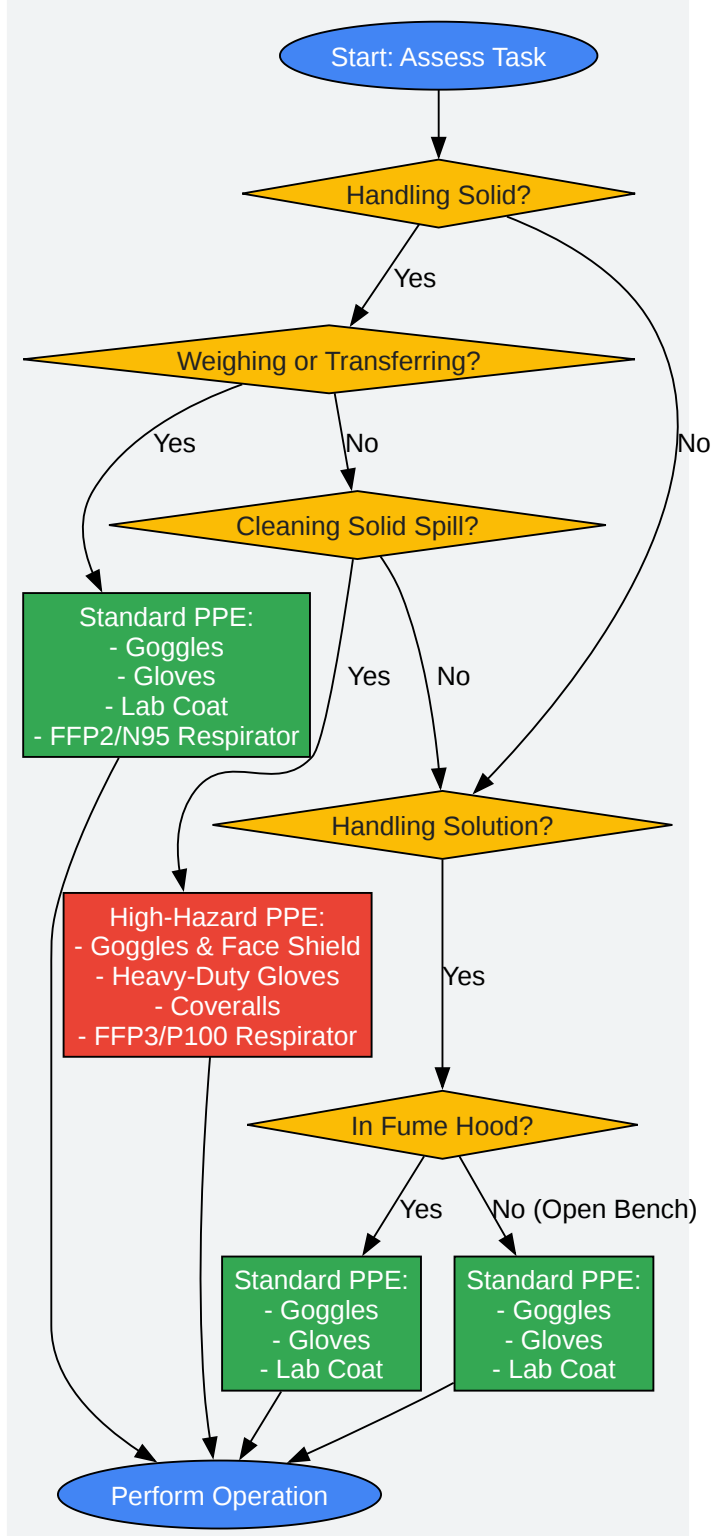 Start: Assess Task
Handling Solid?
Yes
Weighing or Transferring?
Yes
No
No
Cleaning Solid Spill?
Standard PPE:
- Goggles
- Gloves
- Lab Coat
- FFP2/N95 Respirator
Yes
No
Handling Solution?
High-Hazard PPE:
- Goggles & Face Shield
- Heavy-Duty Gloves
- Coveralls
- FFP3/P100 Respirator
Yes
In Fume Hood?
Yes
No (Open Bench)
Standard PPE:
- Goggles
- Gloves
- Lab Coat
Standard PPE:
- Goggles
- Gloves
- Lab Coat
Perform Operation